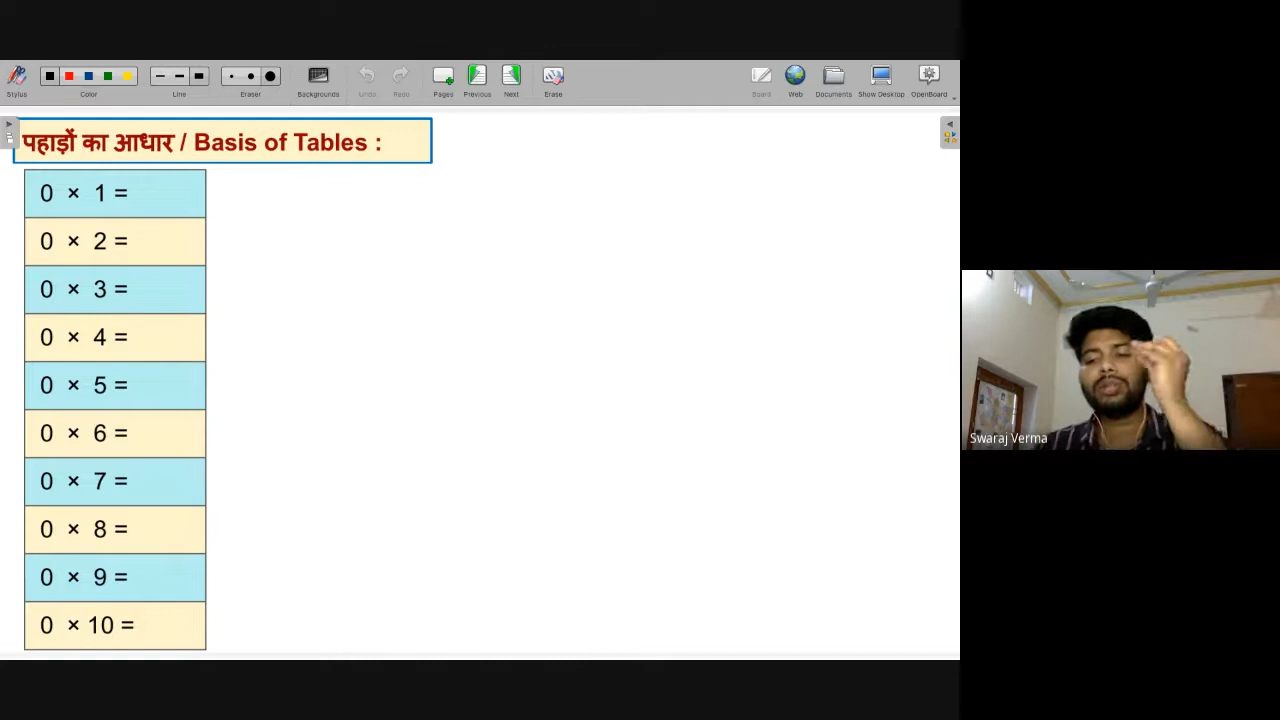 Stylus
Color
Line
Eraser
Backgrounds
Undo
Redo
Pages
Previous
Next
Erase
Board
Web
Documents
Show Desktop
OpenBoard
पहाड़ों का आधार / Basis of Tables :
0 × 1 =
0 × 2 =
0 × 3 =
0 × 4 =
0 × 5 =
0 × 6 =
0 × 7 =
0 × 8 =
0 × 9 =
0 × 10 =
Swaraj Verma